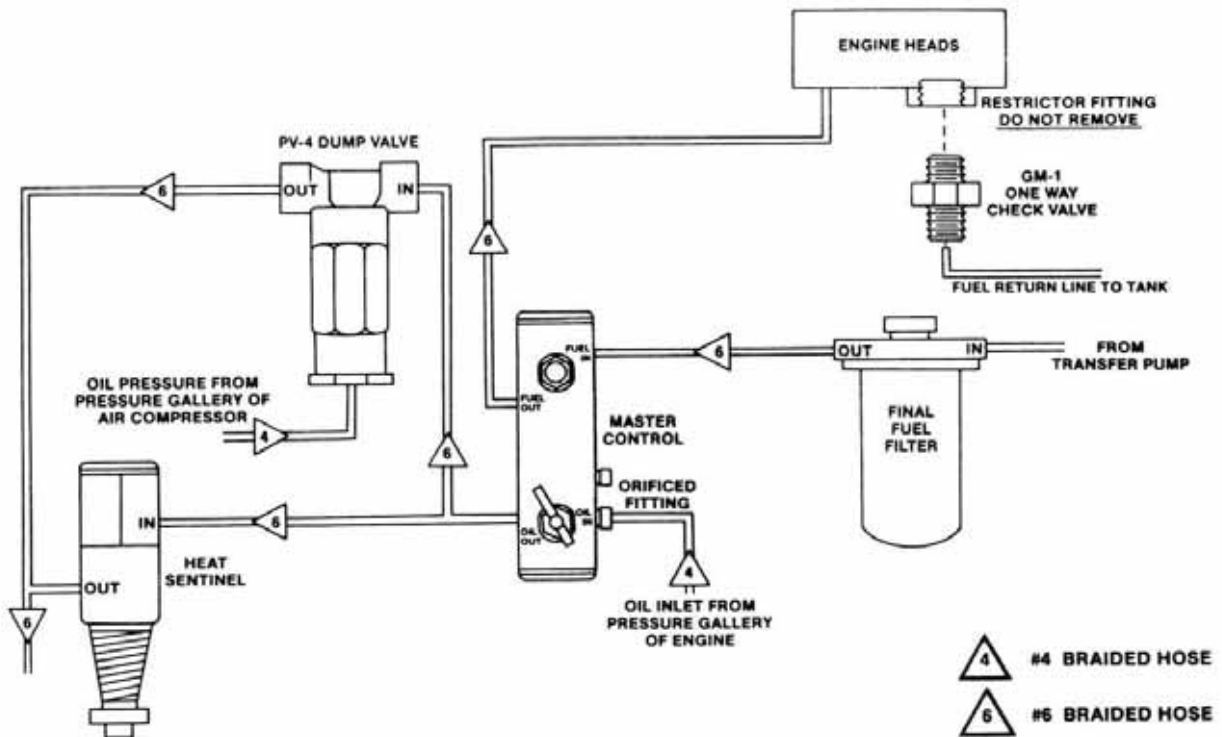 ENGINE HEADS
RESTRICTOR FITTING
DO NOT REMOVE
PV-4 DUMP VALVE
OUT
IN
6
GM-1
ONE WAY
CHECK VALVE
6
FUEL RETURN LINE TO TANK
FUEL
IN
6
OUT
IN
FROM
TRANSFER PUMP
OIL PRESSURE FROM
PRESSURE GALLERY OF
AIR COMPRESSOR
4
FUEL
OUT
MASTER
CONTROL
FINAL
FUEL
FILTER
6
ORIFICED
FITTING
IN
6
OIL
IN
OIL
OUT
HEAT
SENTINEL
OUT
4
6
OIL INLET FROM
PRESSURE GALLERY
OF ENGINE
4 #4 BRAIDED HOSE
6 #6 BRAIDED HOSE